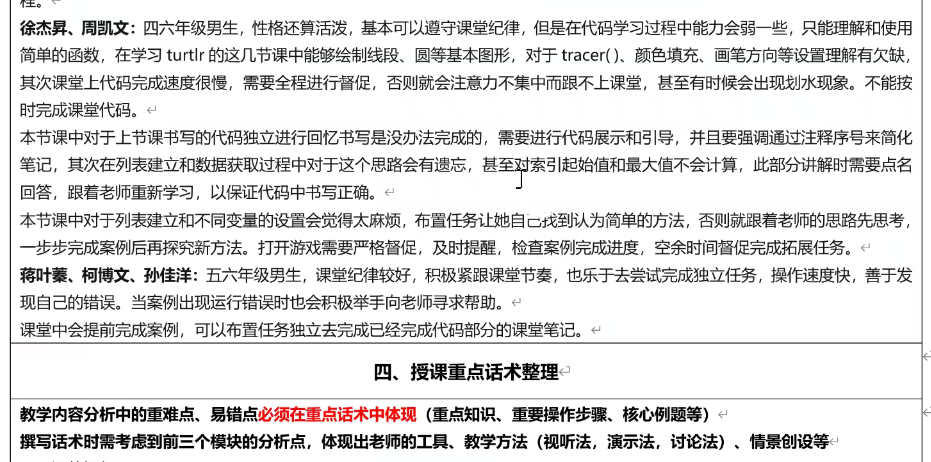 程。
徐杰昇、周凯文：四六年级男生，性格还算活泼，基本可以遵守课堂纪律，但是在代码学习过程中能力会弱一些，只能理解和使用
简单的函数，在学习 turtlr 的这几节课中能够绘制线段、圆等基本图形，对于 tracer( )、颜色填充、画笔方向等设置理解有欠缺，
其次课堂上代码完成速度很慢，需要全程进行督促，否则就会注意力不集中而跟不上课堂，甚至有时候会出现划水现象。不能按
时完成课堂代码。
本节课中对于上节课书写的代码独立进行回忆书写是没办法完成的，需要进行代码展示和引导，并且要强调通过注释序号来简化
笔记，其次在列表建立和数据获取过程中对于这个思路会有遗忘，甚至对索引起始值和最大值不会计算，此部分讲解时需要点名
回答，跟着老师重新学习，以保证代码中书写正确。
本节课中对于列表建立和不同变量的设置会觉得太麻烦，布置任务让她自己找到认为简单的方法，否则就跟着老师的思路先思考，
一步步完成案例后再探究新方法。打开游戏需要严格督促，及时提醒，检查案例完成进度，空余时间督促完成拓展任务。
蒋叶蓁、柯博文、孙佳洋：五六年级男生，课堂纪律较好，积极紧跟课堂节奏，也乐于去尝试完成独立任务，操作速度快，善于发
现自己的错误。当案例出现运行错误时也会积极举手向老师寻求帮助。
课堂中会提前完成案例，可以布置任务独立去完成已经完成代码部分的课堂笔记。
四、授课重点话术整理
教学内容分析中的重难点、易错点必须在重点话术中体现（重点知识、重要操作步骤、核心例题等）
撰写话术时需考虑到前三个模块的分析点，体现出老师的工具、教学方法（视听法，演示法，讨论法）、情景创设等